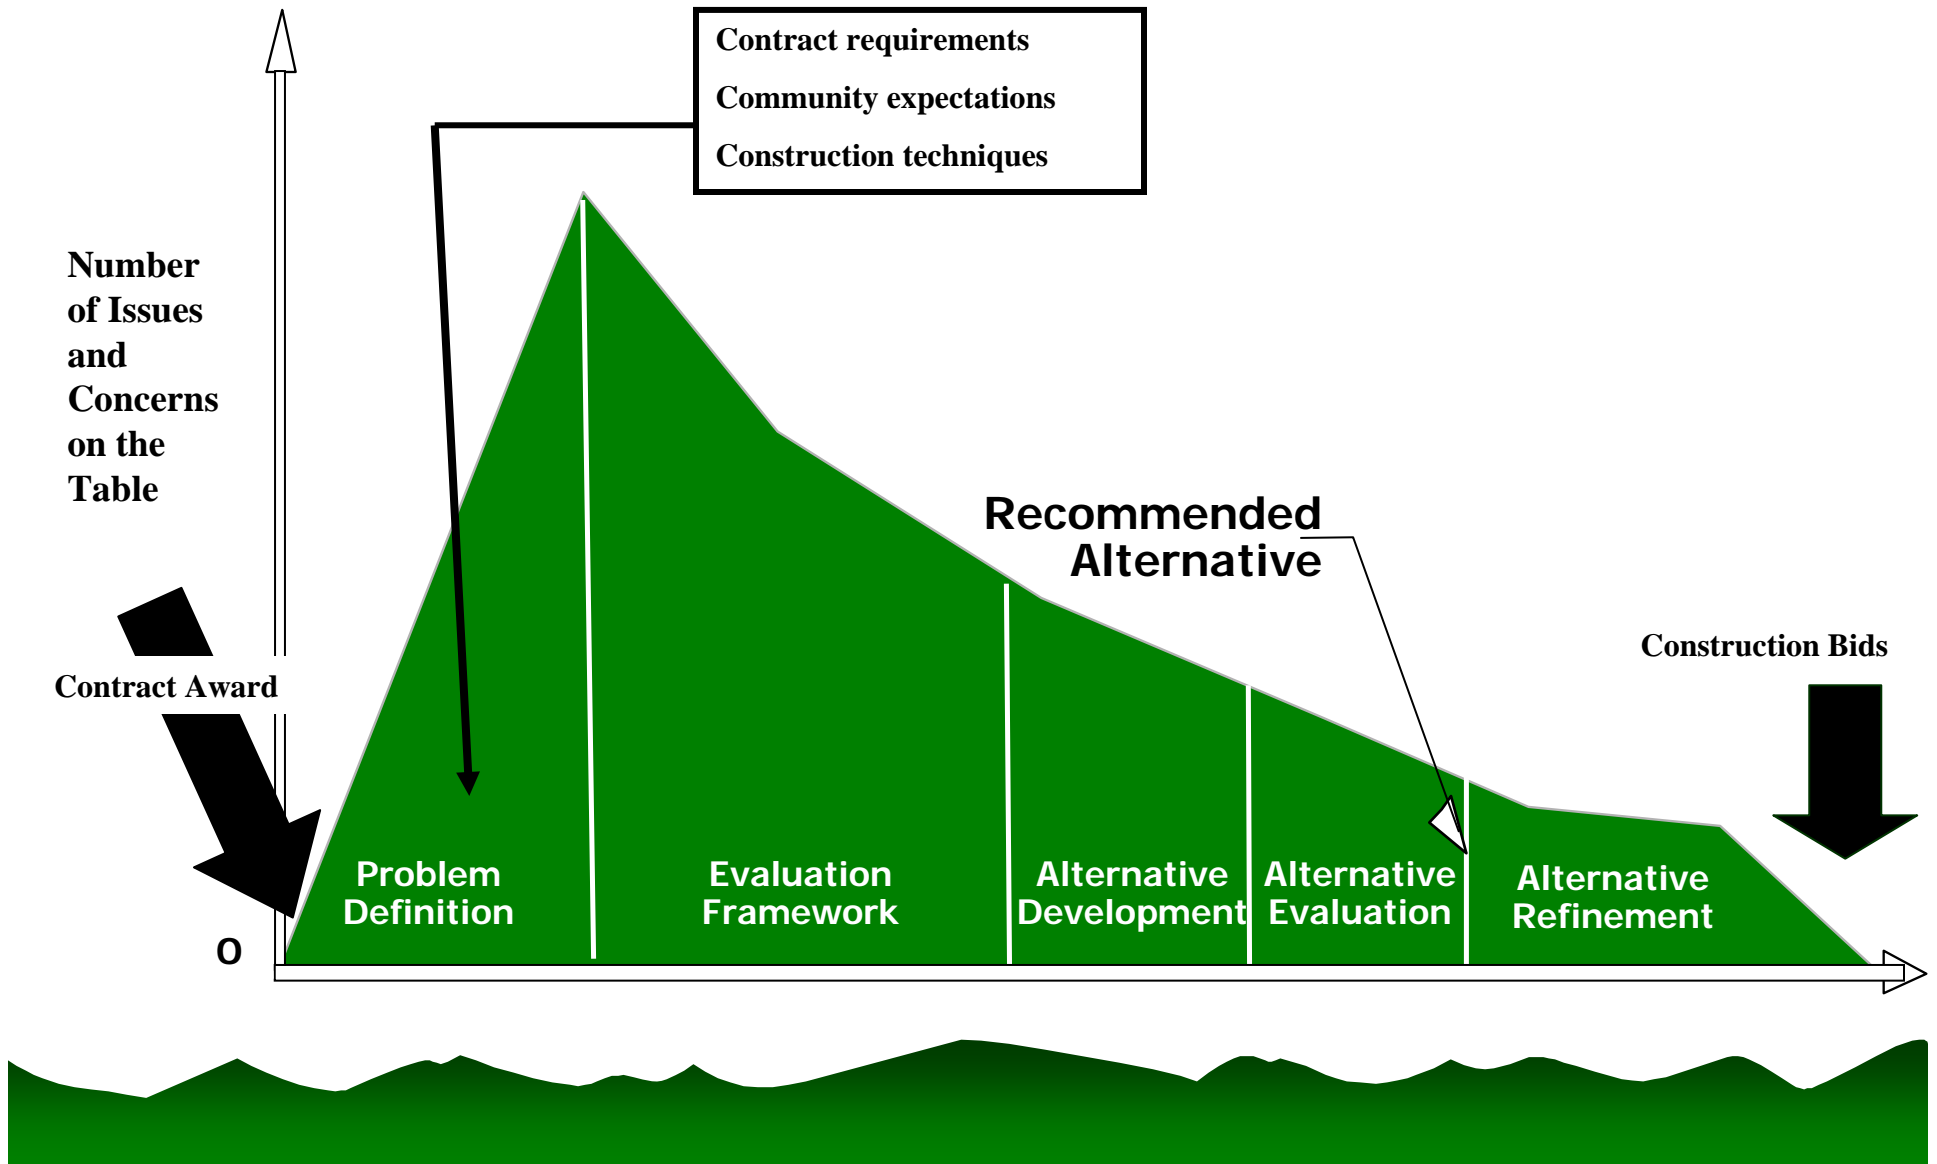 Contract requirements
Community expectations
Construction techniques
Number
of Issues
and
Concerns
on the
Table
Recommended
Alternative
Construction Bids
Contract Award
Problem
Definition
Evaluation
Framework
Alternative
Development
Alternative
Evaluation
Alternative
Refinement
0